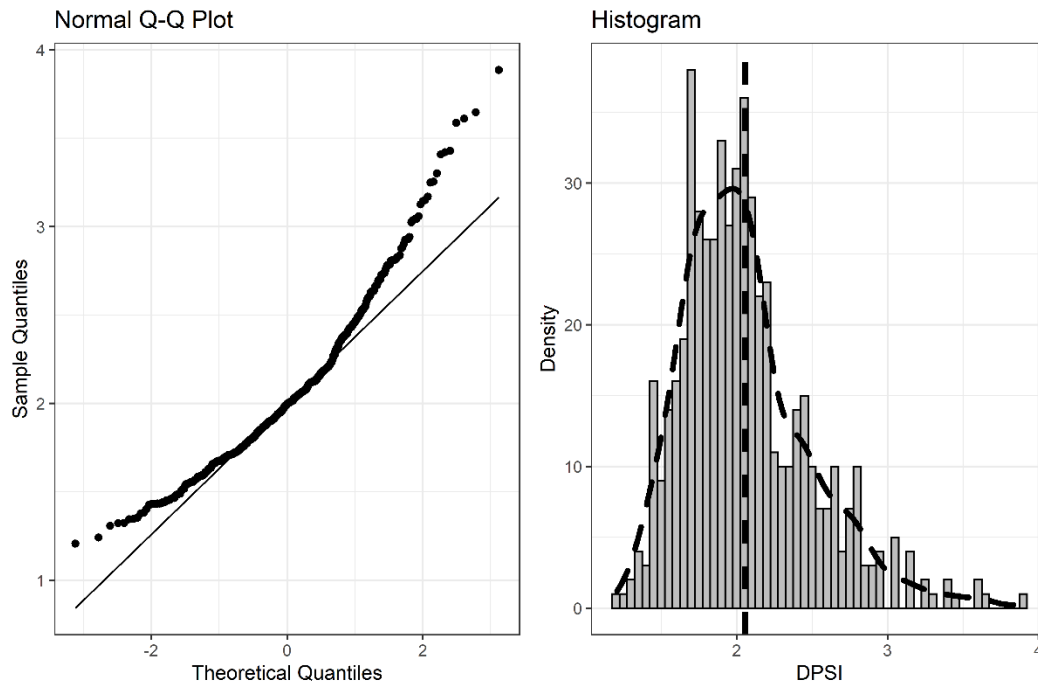 Normal Q-Q Plot
4
3
2
1
Sample Quantiles
-2
0
2
Theoretical Quantiles
Histogram
30
20
10
0
Density
2
3
4
DPSI